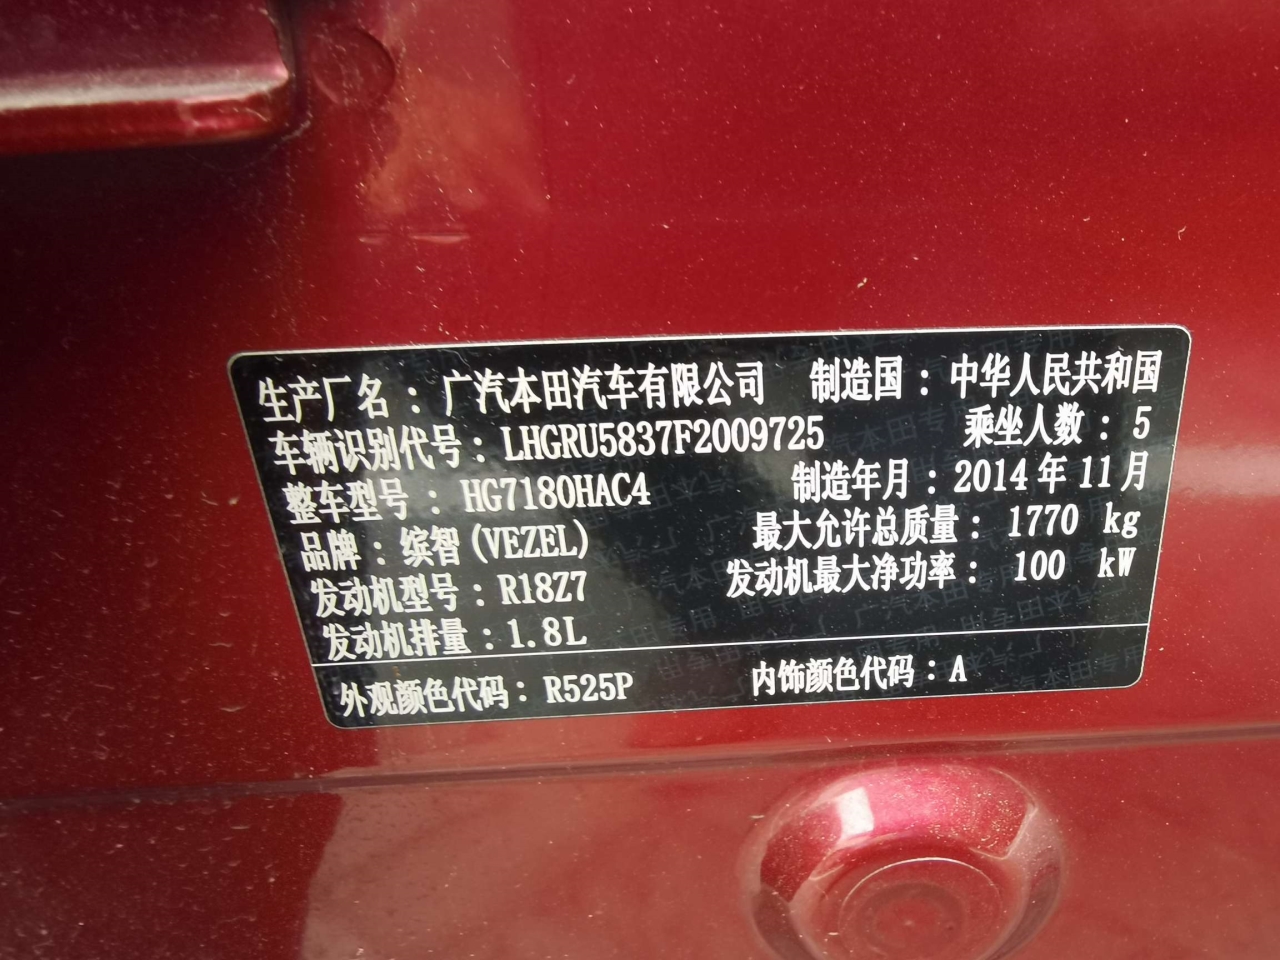 生产厂名：广汽本田汽车有限公司 制造国：中华人民共和国
车辆识别代号：LHGRU5837F2009725 乘坐人数：5
整车型号：HG7180HAC4 制造年月：2014年11月
品牌：缤智(VEZEL) 最大允许总质量：1770 kg
发动机型号：R18Z7 发动机最大净功率：100 kW
发动机排量：1.8L
外观颜色代码：R525P 内饰颜色代码：A